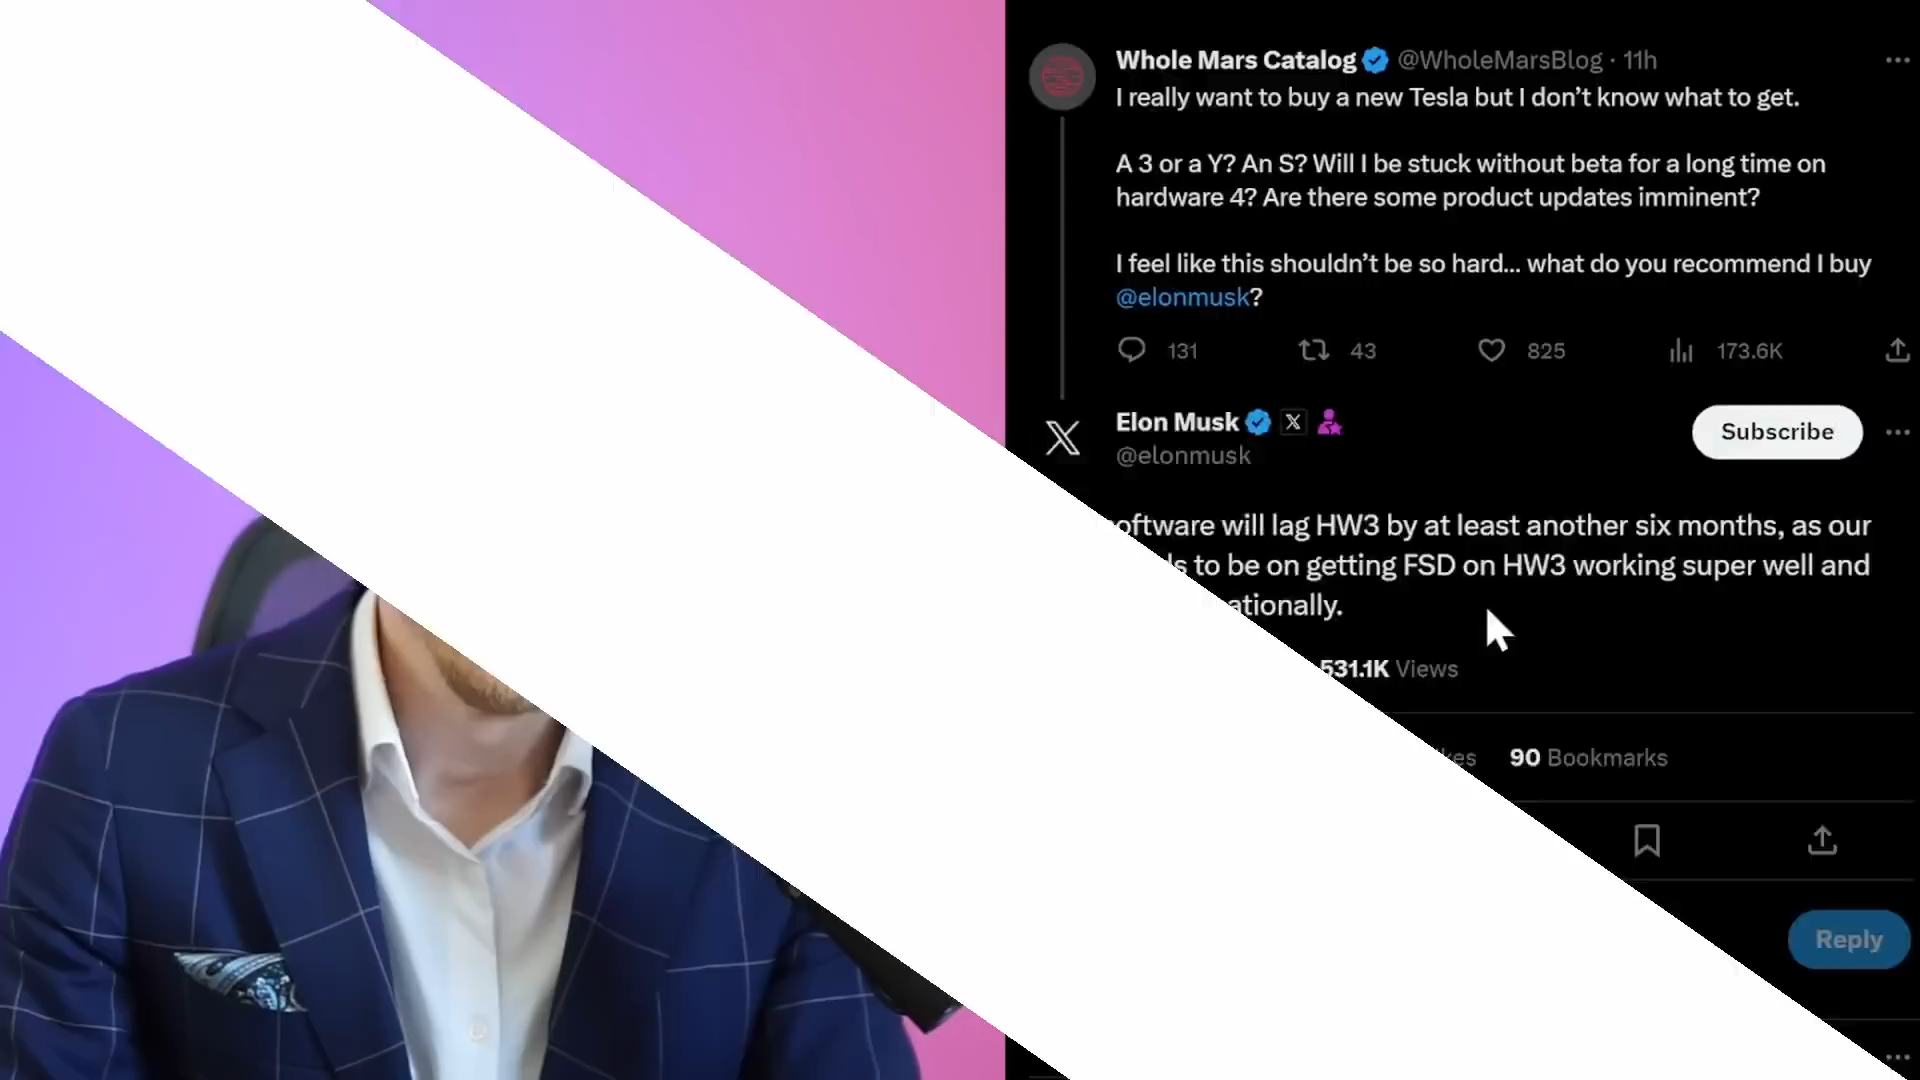 Whole Mars Catalog @WholeMarsBlog · 11h
I really want to buy a new Tesla but I don’t know what to get.
A 3 or a Y? An S? Will I be stuck without beta for a long time on
hardware 4? Are there some product updates imminent?
I feel like this shouldn’t be so hard... what do you recommend I buy
@elonmusk?
131 43 825 173.6K
Elon Musk
@elonmusk
Subscribe
will lag HW3 by at least another six months, as our
to be on getting FSD on HW3 working super well and
531.1K Views
90 Bookmarks
Reply